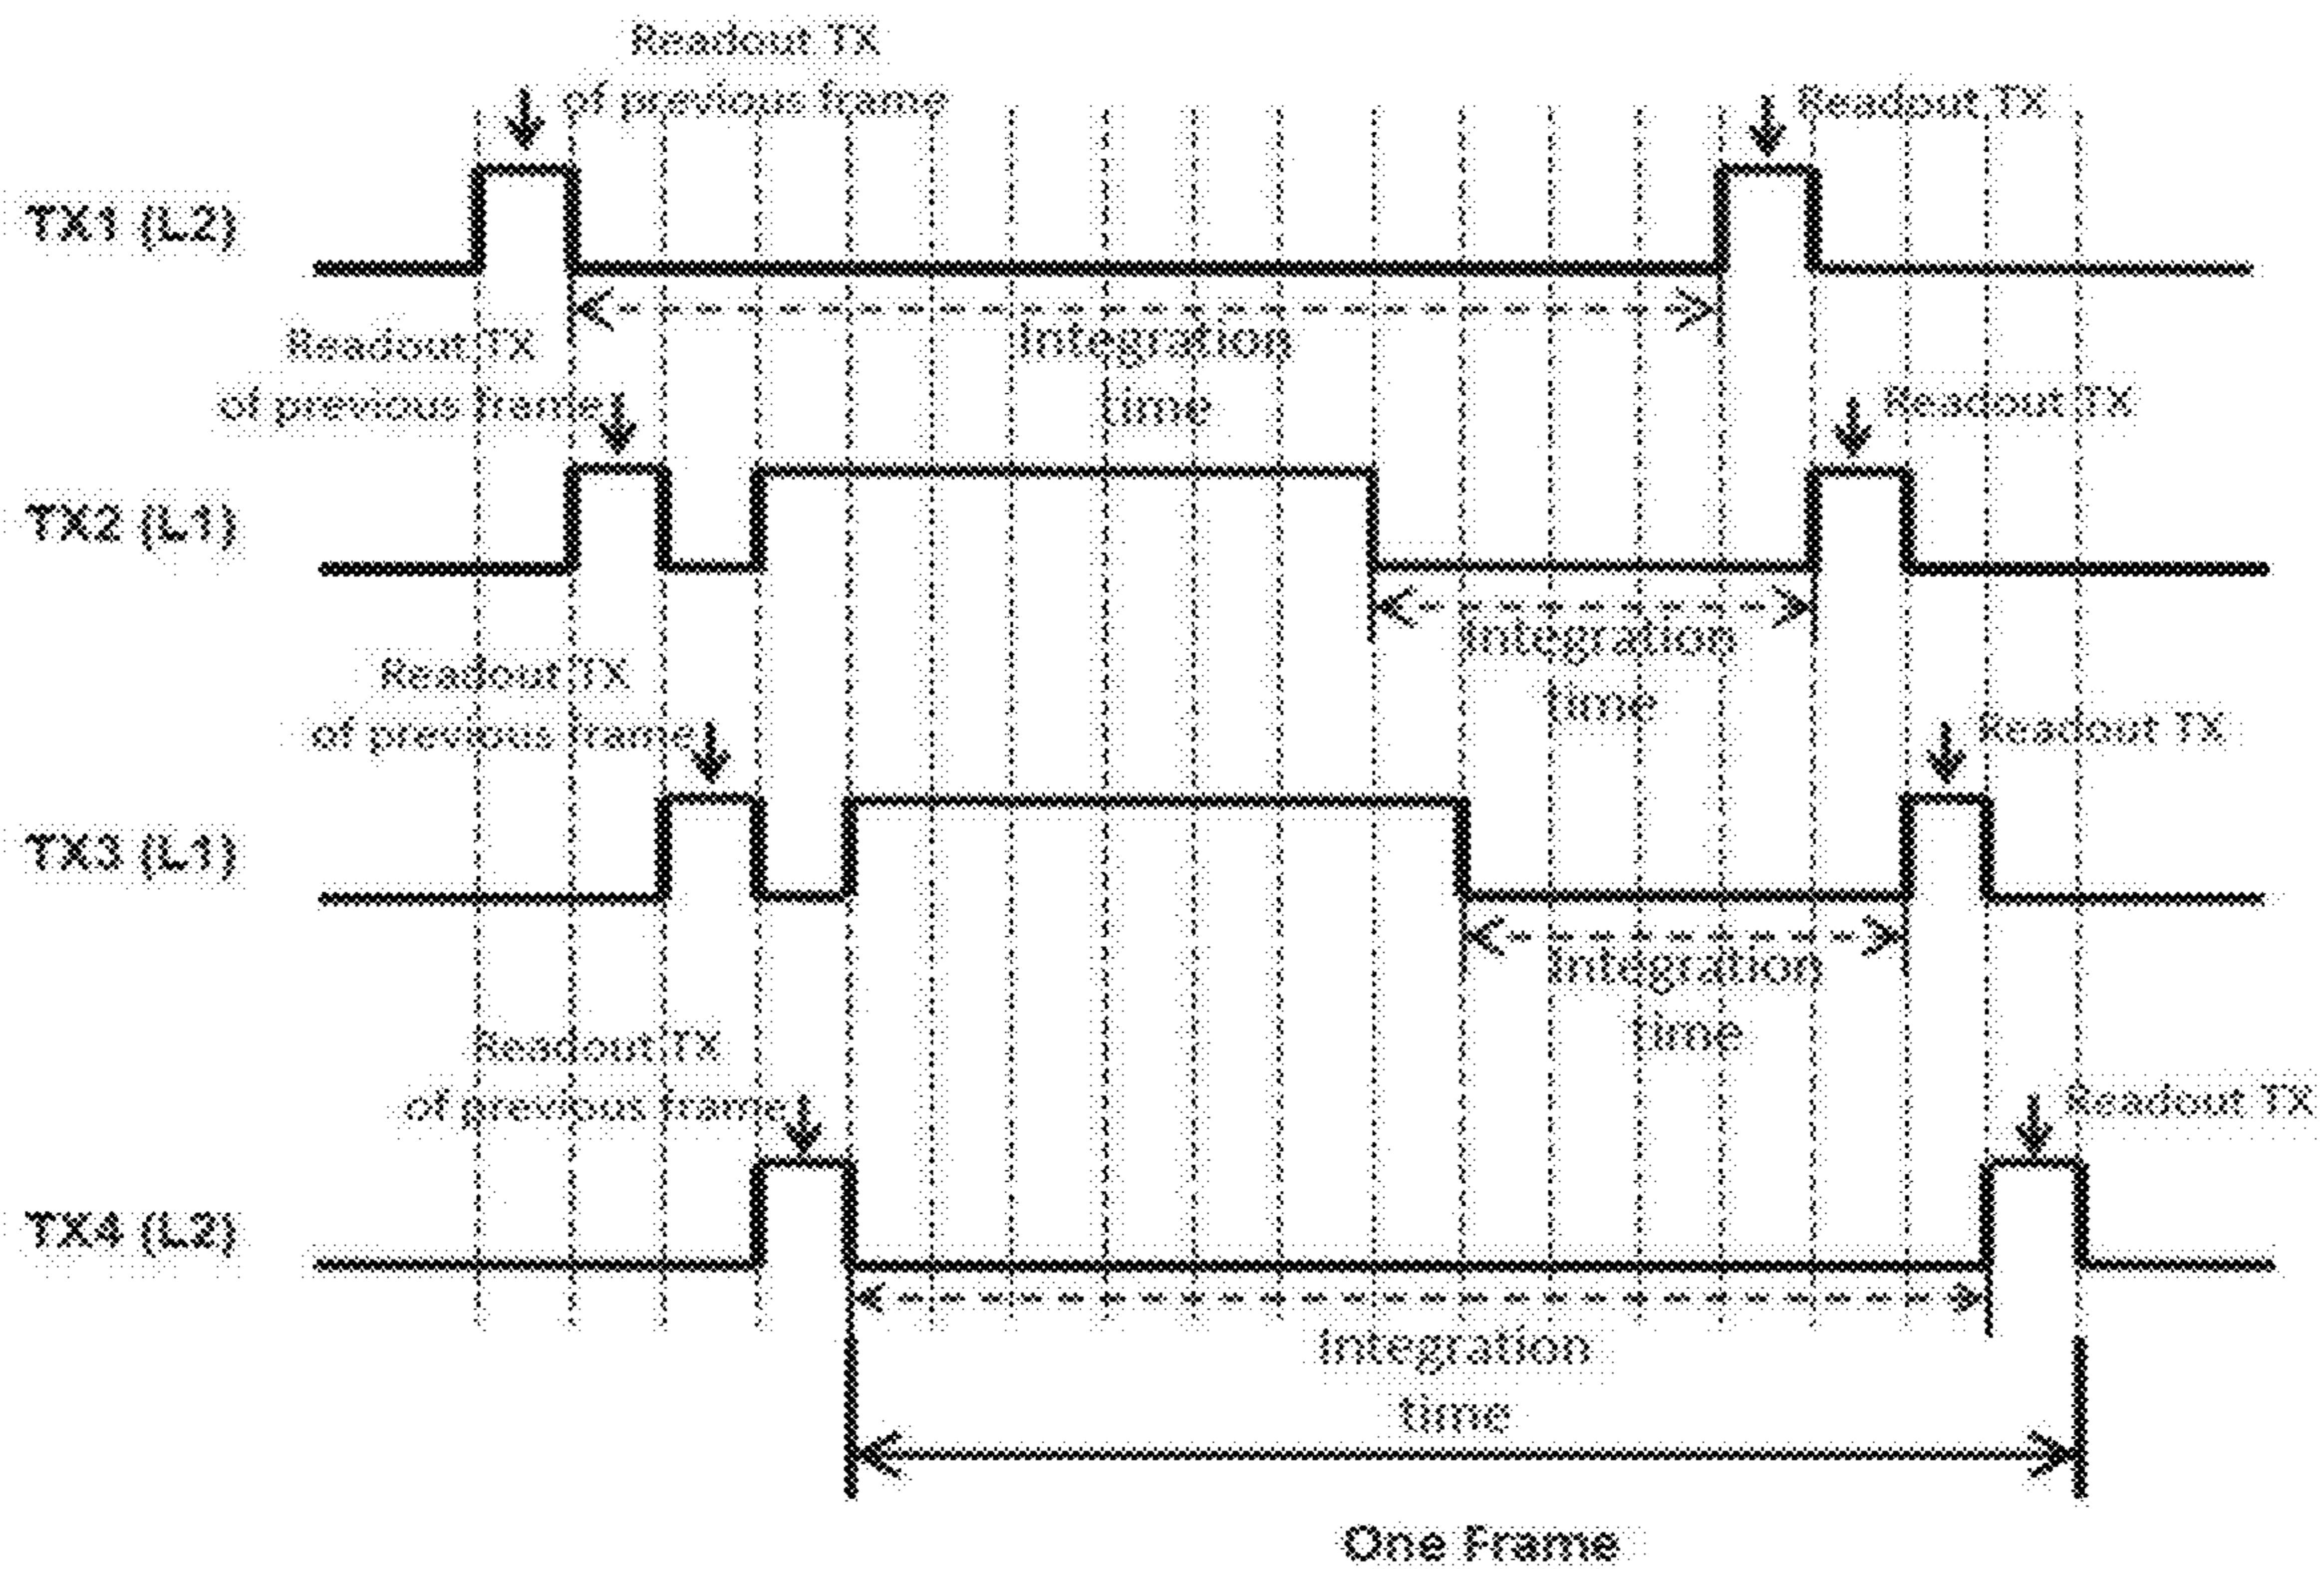 Readout TX
of previous frame
Readout TX
TX1 (L2)
Integration
time
Readout TX
of previous frame
Readout TX
TX2 (L1)
Integration
time
Readout TX
of previous frame
Readout TX
TX3 (L1)
Integration
time
Readout TX
of previous frame
Readout TX
TX4 (L2)
Integration
time
One Frame